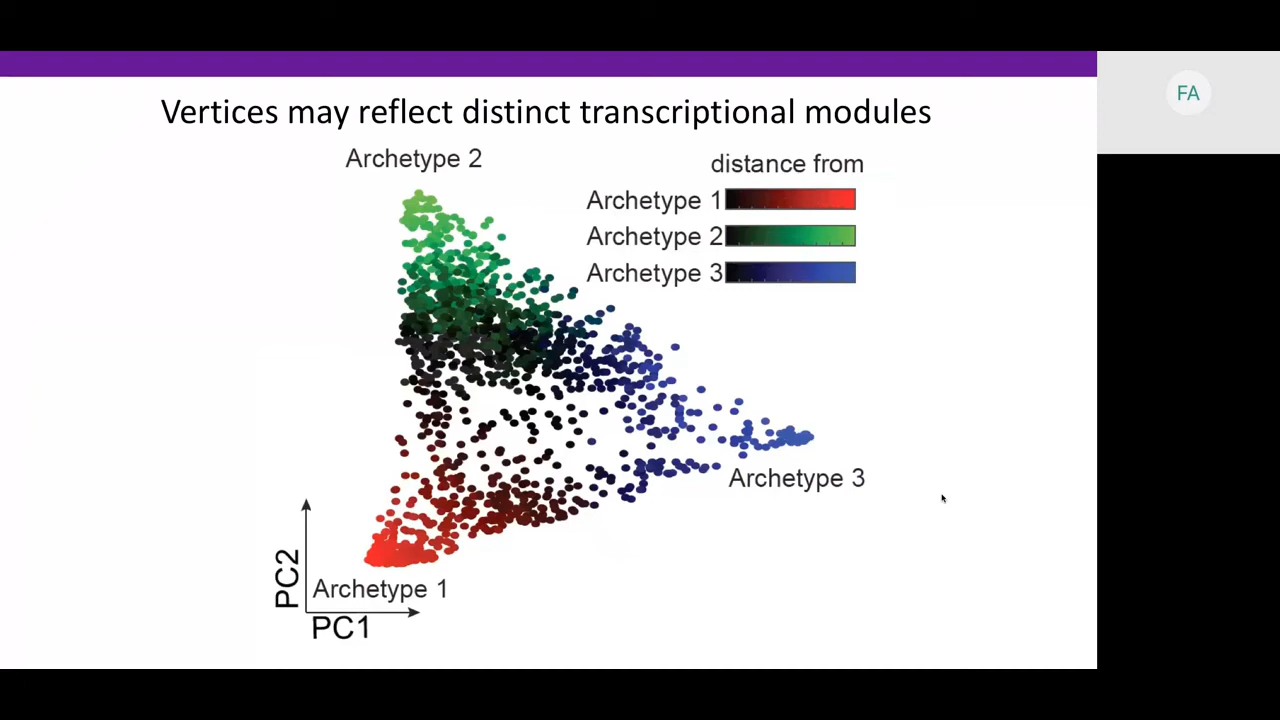 FA
Vertices may reflect distinct transcriptional modules
Archetype 2
distance from
Archetype 1
Archetype 2
Archetype 3
Archetype 3
PC2
Archetype 1
PC1